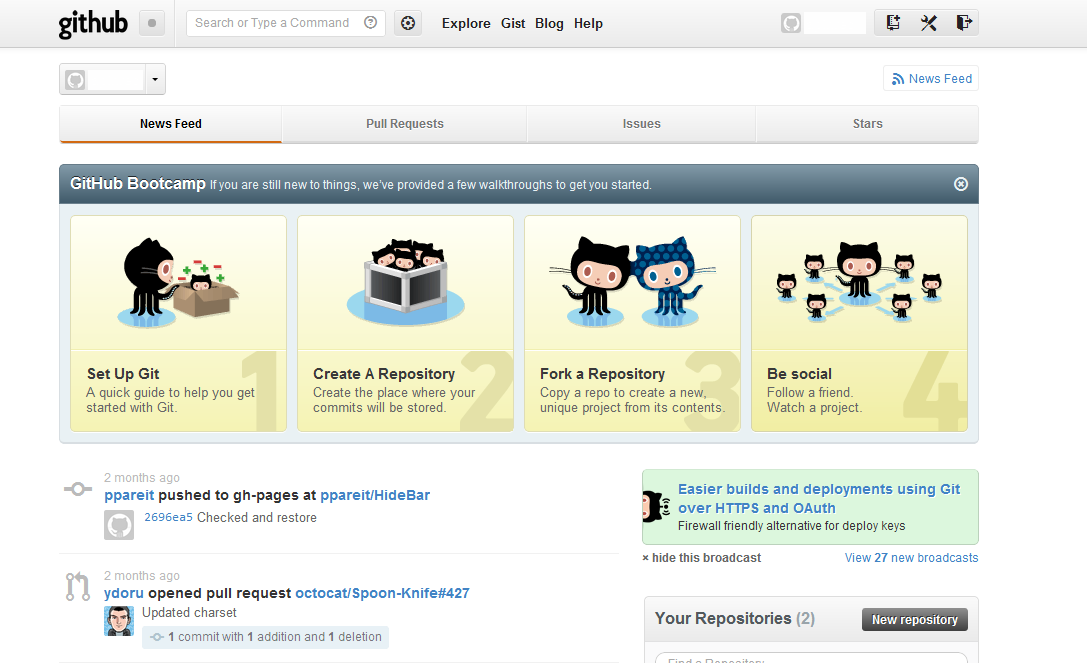 github
Search or Type a Command
Explore Gist Blog Help
News Feed
News Feed
Pull Requests
Issues
Stars
GitHub Bootcamp If you are still new to things, we've provided a few walkthroughs to get you started.
1
Set Up Git
A quick guide to help you get
started with Git.
2
Create A Repository
Create the place where your
commits will be stored.
3
Fork a Repository
Copy a repo to create a new,
unique project from its contents.
4
Be social
Follow a friend.
Watch a project.
2 months ago
ppareit pushed to gh-pages at ppareit/HideBar
2696ea5 Checked and restore
2 months ago
ydoru opened pull request octocat/Spoon-Knife#427
Updated charset
1 commit with 1 addition and 1 deletion
Easier builds and deployments using Git
over HTTPS and OAuth
Firewall friendly alternative for deploy keys
× hide this broadcast
View 27 new broadcasts
Your Repositories (2)
New repository
Find a Repository